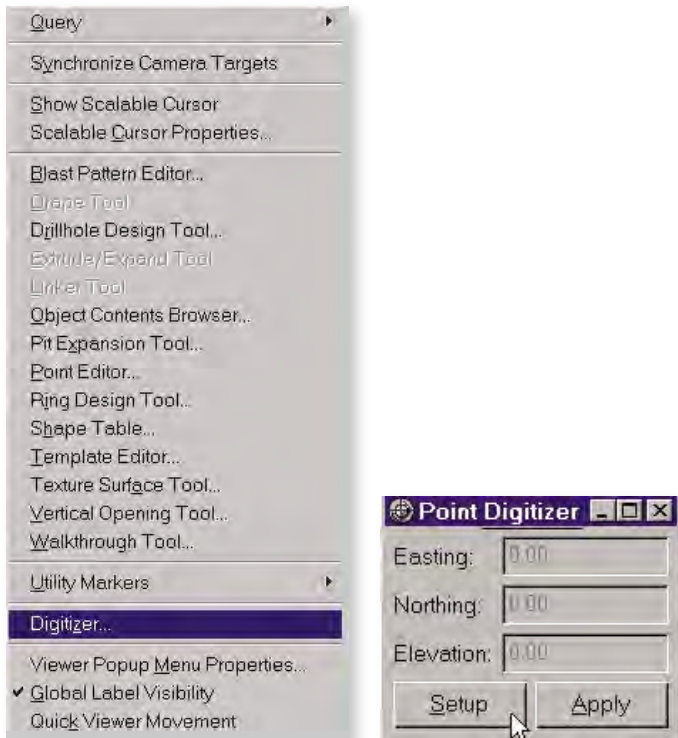 Query
Synchronize Camera Targets
Show Scalable Cursor
Scalable Cursor Properties...
Blast Pattern Editor...
Drape Tool
Drillhole Design Tool...
Extrude/Expand Tool
Linker Tool
Object Contents Browser...
Pit Expansion Tool...
Point Editor...
Ring Design Tool...
Shape Table...
Template Editor...
Texture Surface Tool...
Vertical Opening Tool...
Walkthrough Tool...
Utility Markers
Digitizer...
Viewer Popup Menu Properties...
Global Label Visibility
Quick Viewer Movement
Point Digitizer
Easting: 0.00
Northing: 0.00
Elevation: 0.00
Setup Apply